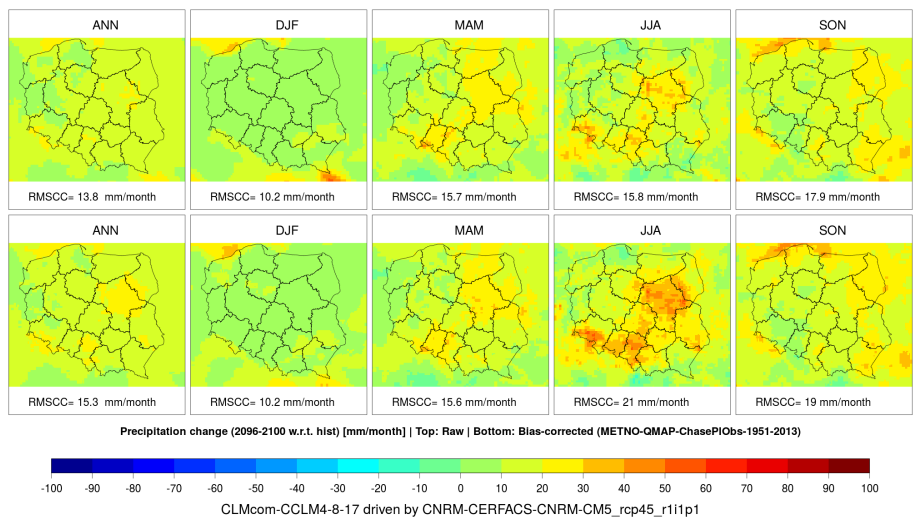 ANN DJF MAM JJA SON
RMSCC= 13.8 mm/month RMSCC= 10.2 mm/month RMSCC= 15.7 mm/month RMSCC= 15.8 mm/month RMSCC= 17.9 mm/month
ANN DJF MAM JJA SON
RMSCC= 15.3 mm/month RMSCC= 10.2 mm/month RMSCC= 15.6 mm/month RMSCC= 21 mm/month RMSCC= 19 mm/month
Precipitation change (2096-2100 w.r.t. hist) [mm/month] | Top: Raw | Bottom: Bias-corrected (METNO-QMAP-ChasePlObs-1951-2013)
-100 -90 -80 -70 -60 -50 -40 -30 -20 -10 0 10 20 30 40 50 60 70 80 90 100
CLMcom-CCLM4-8-17 driven by CNRM-CERFACS-CNRM-CM5_rcp45_r1i1p1